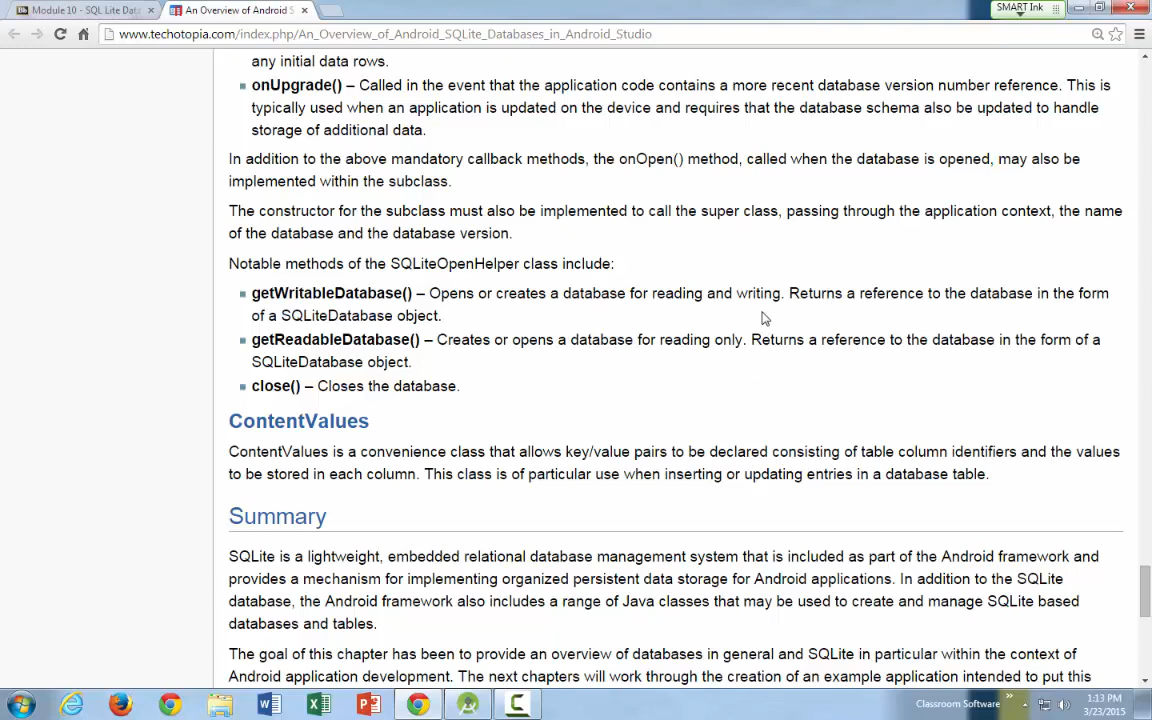 Module 10 - SQL Lite Dat
An Overview of Android S
SMART Ink
www.techotopia.com/index.php/An_Overview_of_Android_SQLite_Databases_in_Android_Studio
any initial data rows.
onUpgrade() – Called in the event that the application code contains a more recent database version number reference. This is
typically used when an application is updated on the device and requires that the database schema also be updated to handle
storage of additional data.
In addition to the above mandatory callback methods, the onOpen() method, called when the database is opened, may also be
implemented within the subclass.
The constructor for the subclass must also be implemented to call the super class, passing through the application context, the name
of the database and the database version.
Notable methods of the SQLiteOpenHelper class include:
getWritableDatabase() – Opens or creates a database for reading and writing. Returns a reference to the database in the form
of a SQLiteDatabase object.
getReadableDatabase() – Creates or opens a database for reading only. Returns a reference to the database in the form of a
SQLiteDatabase object.
close() – Closes the database.
ContentValues
ContentValues is a convenience class that allows key/value pairs to be declared consisting of table column identifiers and the values
to be stored in each column. This class is of particular use when inserting or updating entries in a database table.
Summary
SQLite is a lightweight, embedded relational database management system that is included as part of the Android framework and
provides a mechanism for implementing organized persistent data storage for Android applications. In addition to the SQLite
database, the Android framework also includes a range of Java classes that may be used to create and manage SQLite based
databases and tables.
The goal of this chapter has been to provide an overview of databases in general and SQLite in particular within the context of
Android application development. The next chapters will work through the creation of an example application intended to put this
Classroom Software
1:13 PM
3/23/2015